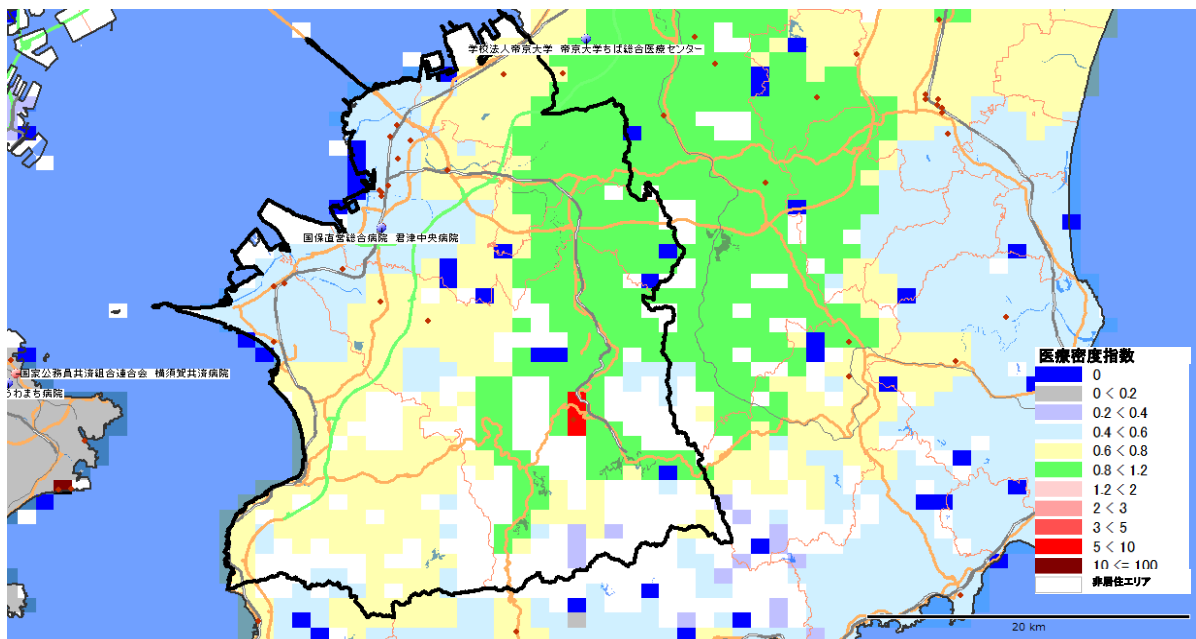 学校法人帝京大学 帝京大学ちば総合医療センター
国保直営総合病院 君津中央病院
国家公務員共済組合連合会 横須賀共済病院
うわまち病院
医療密度指数
0
0 < 0.2
0.2 < 0.4
0.4 < 0.6
0.6 < 0.8
0.8 < 1.2
1.2 < 2
2 < 3
3 < 5
5 < 10
10 <= 100
非居住エリア
20 km